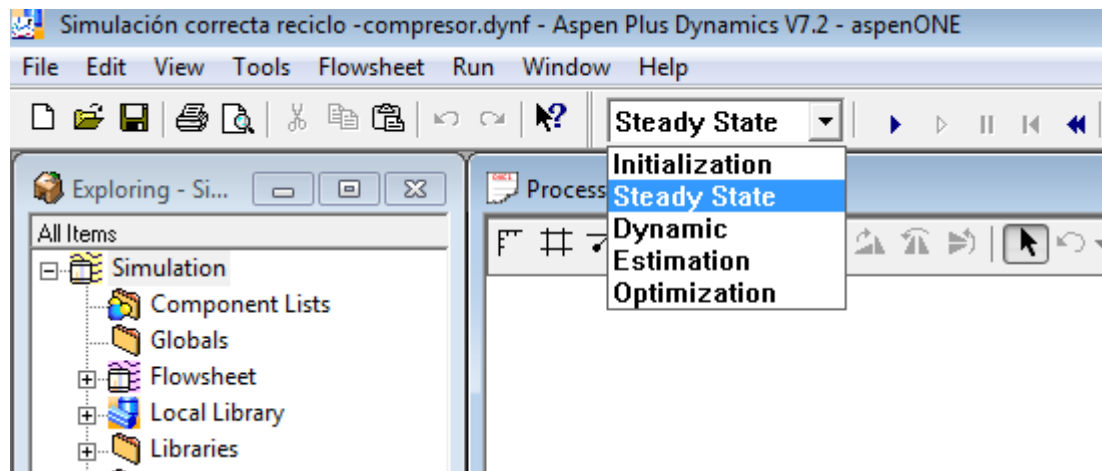 Simulación correcta reciclo -compresor.dynf - Aspen Plus Dynamics V7.2 - aspenONE
File Edit View Tools Flowsheet Run Window Help
Steady State
Initialization
Steady State
Dynamic
Estimation
Optimization
Exploring - Si...
Process
All Items
Simulation
Component Lists
Globals
Flowsheet
Local Library
Libraries